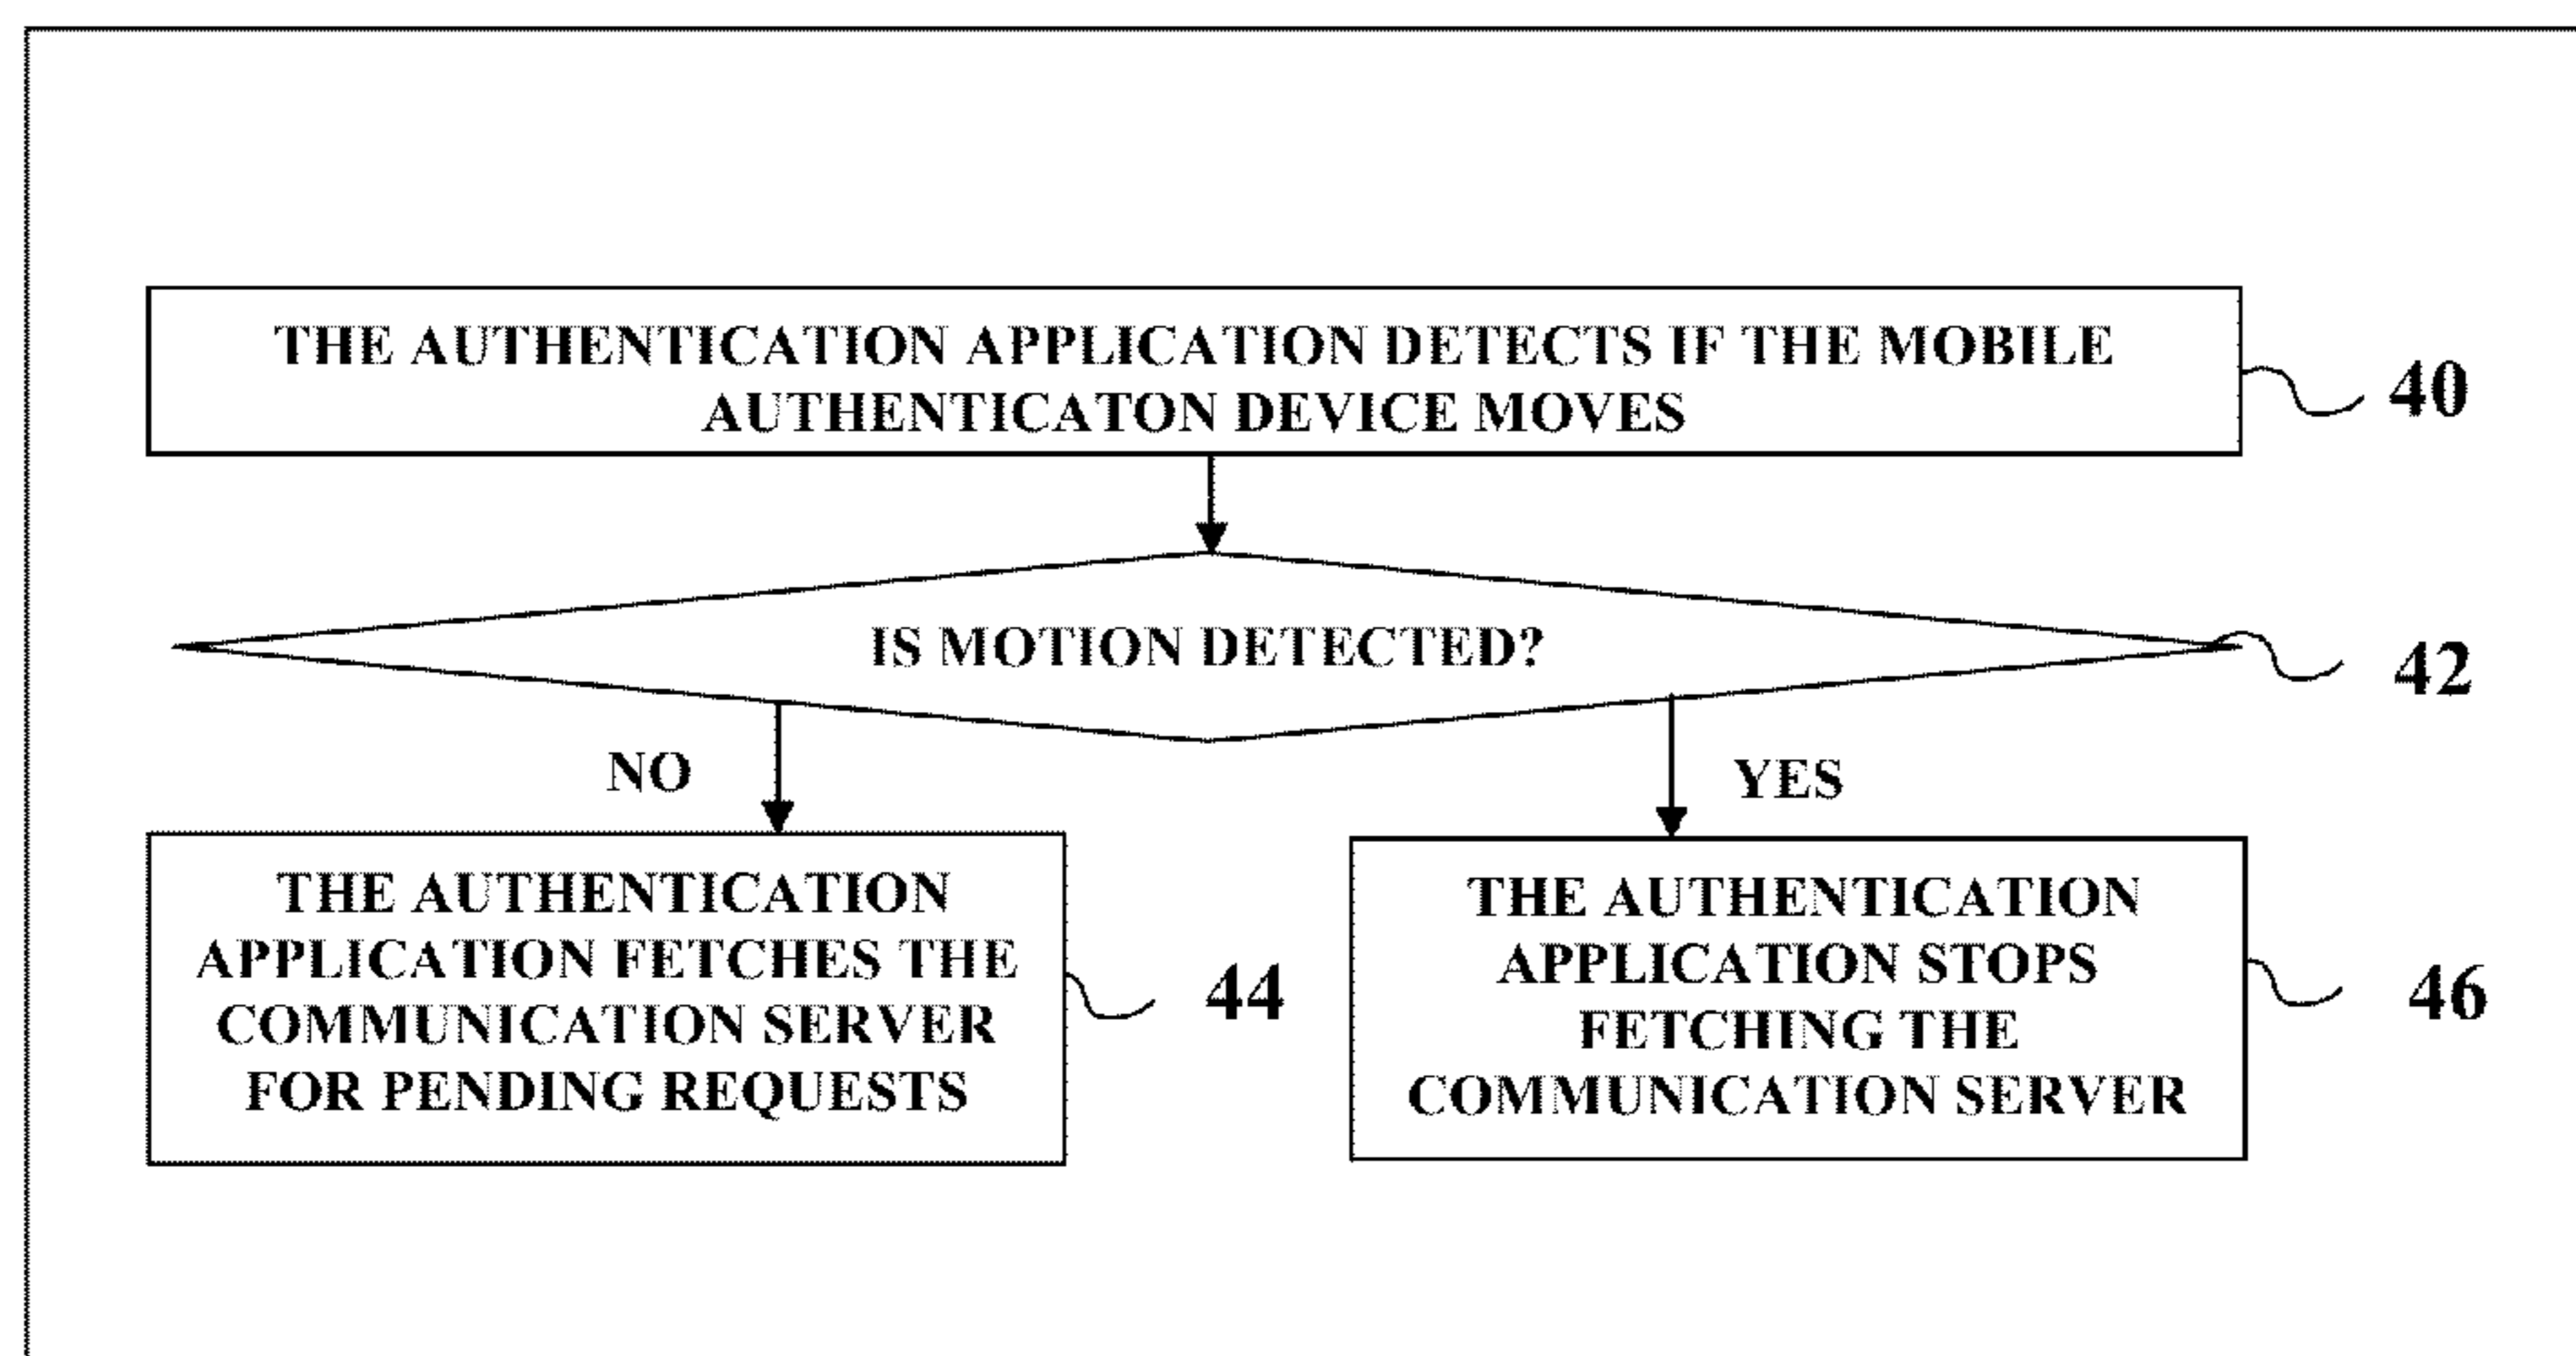 THE AUTHENTICATION APPLICATION DETECTS IF THE MOBILE
AUTHENTICATON DEVICE MOVES
40
IS MOTION DETECTED?
42
NO
YES
THE AUTHENTICATION
APPLICATION FETCHES THE
COMMUNICATION SERVER
FOR PENDING REQUESTS
44
THE AUTHENTICATION
APPLICATION STOPS
FETCHING THE
COMMUNICATION SERVER
46